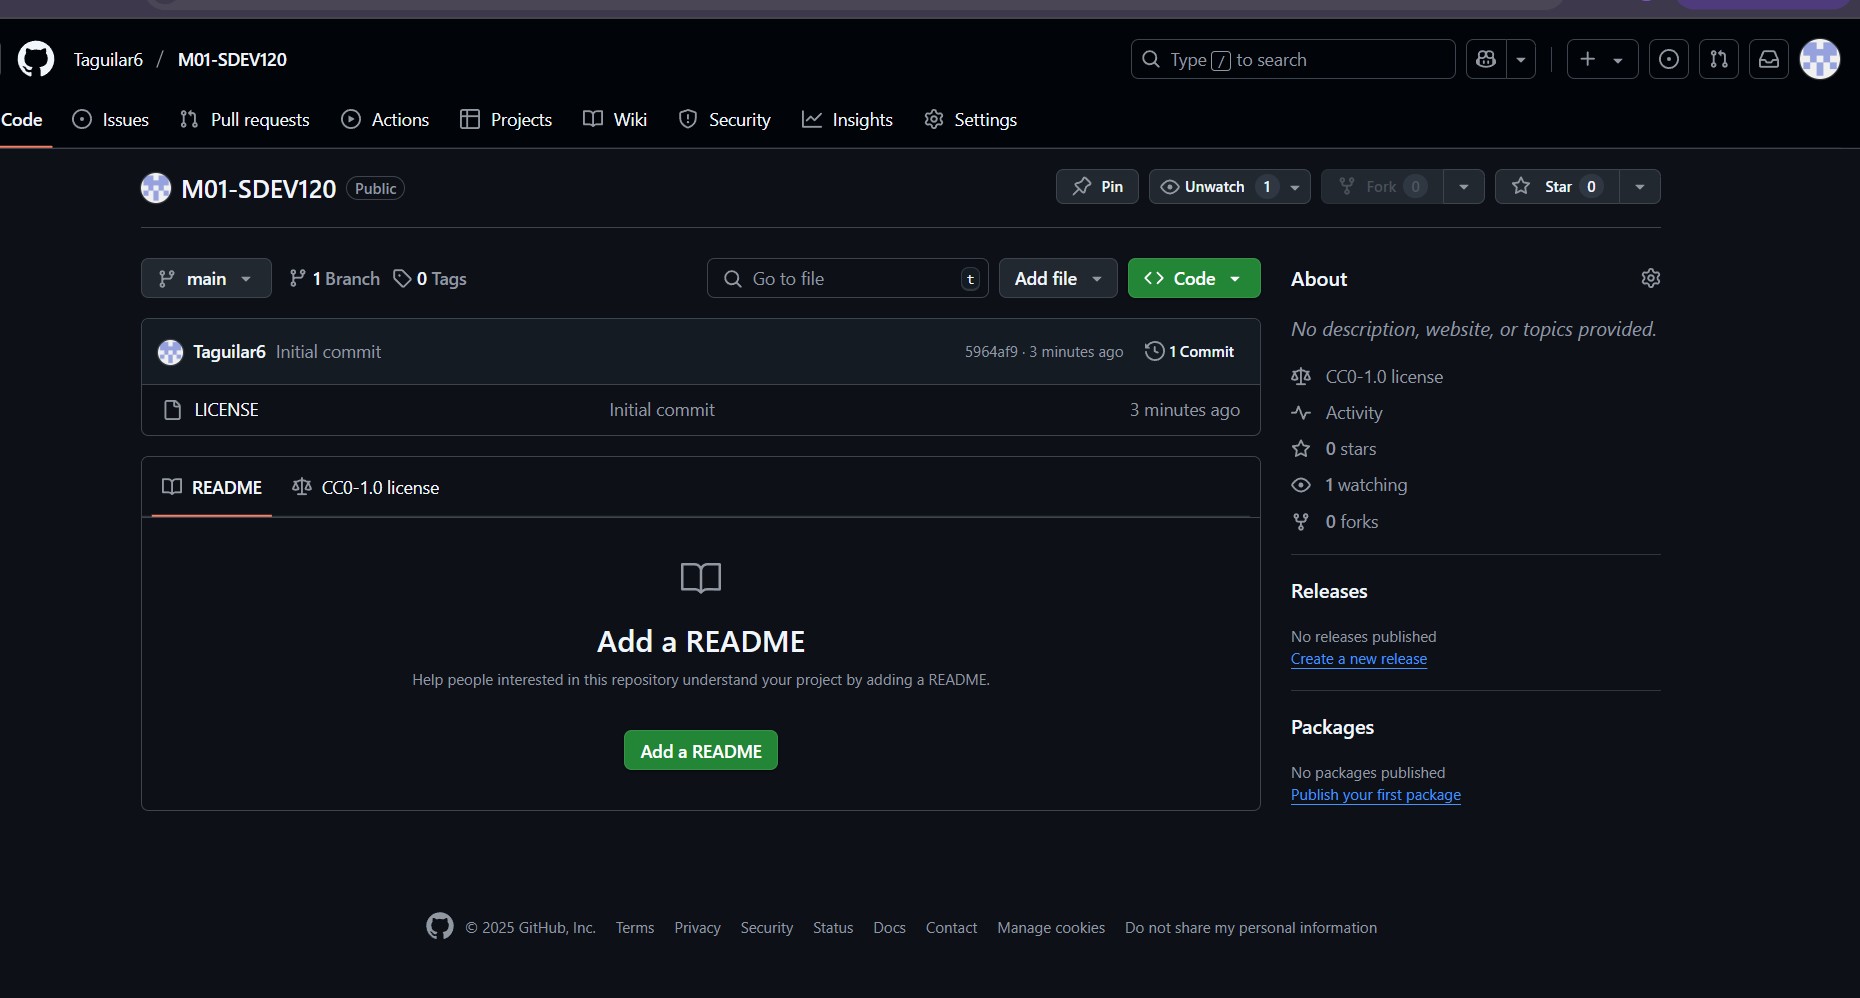 Taguilar6 / M01-SDEV120
Type / to search
Code Issues Pull requests Actions Projects Wiki Security Insights Settings
M01-SDEV120 Public
Pin Unwatch 1 Fork 0 Star 0
main 1 Branch 0 Tags Go to file t Add file Code
Taguilar6 Initial commit 5964af9 · 3 minutes ago 1 Commit
LICENSE Initial commit 3 minutes ago
README CC0-1.0 license
Add a README
Help people interested in this repository understand your project by adding a README.
Add a README
About
No description, website, or topics provided.
CC0-1.0 license
Activity
0 stars
1 watching
0 forks
Releases
No releases published
Create a new release
Packages
No packages published
Publish your first package
© 2025 GitHub, Inc. Terms Privacy Security Status Docs Contact Manage cookies Do not share my personal information